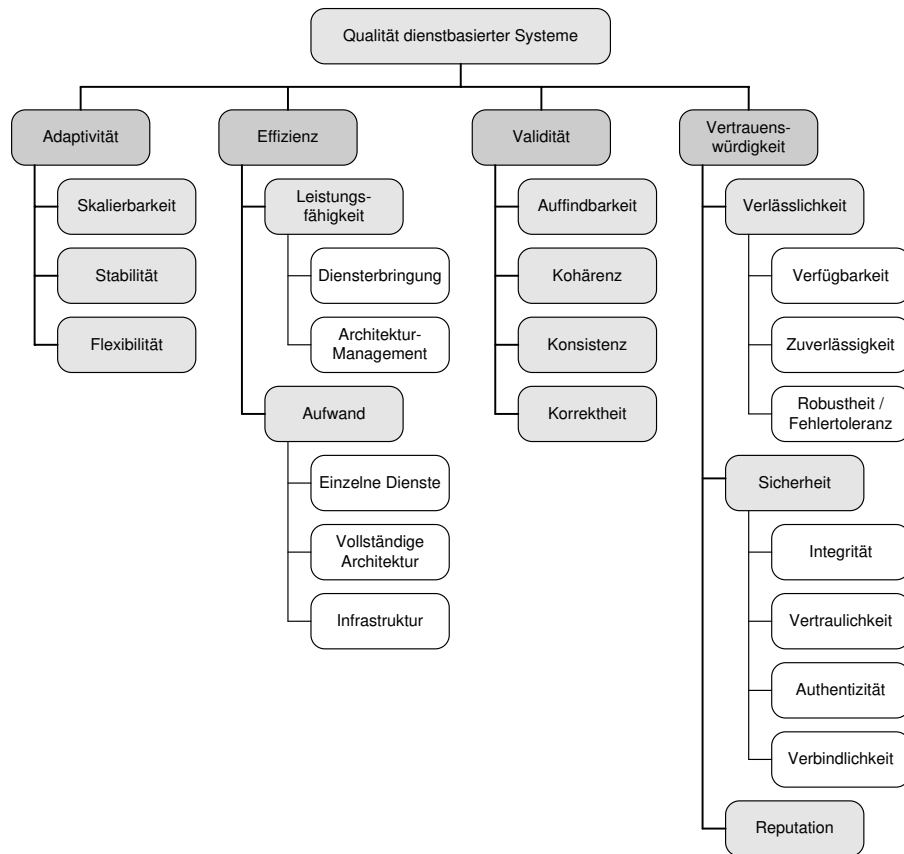 Qualität dienstbasierter Systeme
Adaptivität
Skalierbarkeit
Stabilität
Flexibilität
Effizienz
Leistungs-
fähigkeit
Diensterbringung
Architektur-
Management
Aufwand
Einzelne Dienste
Vollständige
Architektur
Infrastruktur
Validität
Auffindbarkeit
Kohärenz
Konsistenz
Korrektheit
Vertrauens-
würdigkeit
Verlässlichkeit
Verfügbarkeit
Zuverlässigkeit
Robustheit /
Fehlertoleranz
Sicherheit
Integrität
Vertraulichkeit
Authentizität
Verbindlichkeit
Reputation